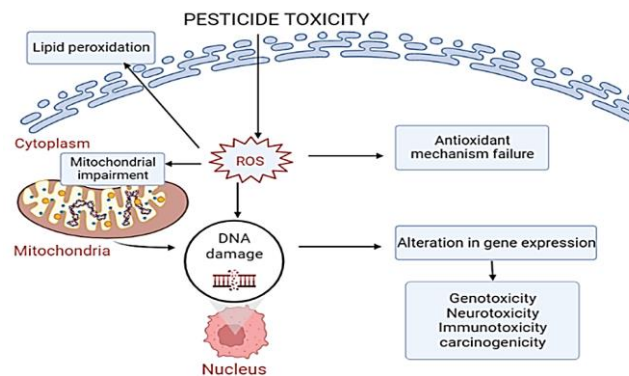 PESTICIDE TOXICITY
Lipid peroxidation
Cytoplasm
ROS
Antioxidant
mechanism failure
Mitochondrial
impairment
Mitochondria
DNA
damage
Alteration in gene expression
Genotoxicity
Neurotoxicity
Immunotoxicity
carcinogenicity
Nucleus